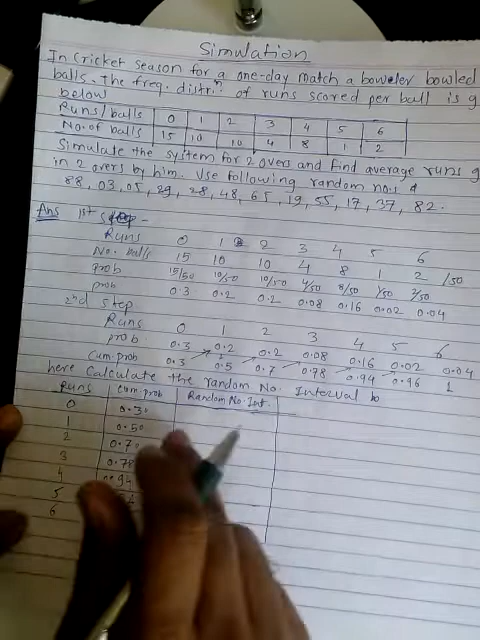 Simulation
In Cricket season for a one-day match a bowler bowled
balls. The freq. distriⁿ of runs scored per ball is g
below
Runs/balls 0 1 2 3 4 5 6
No. of balls 15 10 10 4 8 1 2
Simulate the system for 2 overs and find average runs g
in 2 overs by him. Use following random no.s
88, 03, 05, 29, 28, 48, 65, 19, 55, 17, 37, 82.
Ans 1st step -
Runs 0 1 2 3 4 5 6
No. balls 15 10 10 4 8 1 2 /50
prob 15/50 10/50 10/50 4/50 8/50 1/50 2/50
prob 0.3 0.2 0.2 0.08 0.16 0.02 0.04
2nd step
Runs 0 1 2 3 4 5 6
prob. 0.3 0.2 0.2 0.08 0.16 0.02 0.04
Cum.prob 0.3 0.5 0.7 0.78 0.94 0.96 1
here Calculate the random No. Interval
Runs Cum.prob Random No. Int.
0 0.30
1 0.50
2 0.70
3 0.78
4 0.94
5
6